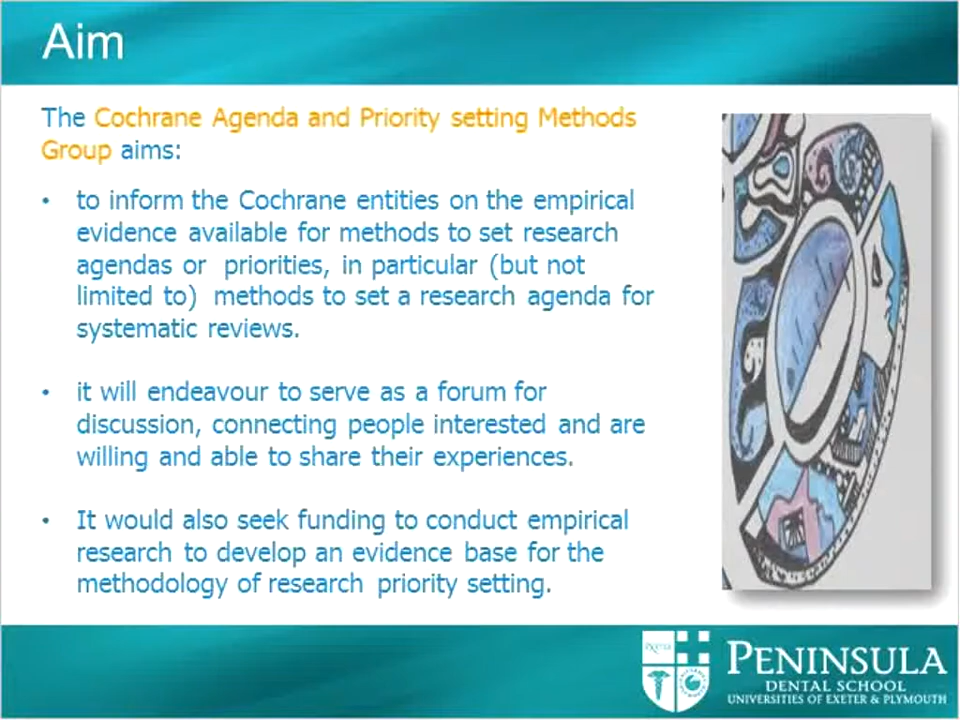 Aim
The Cochrane Agenda and Priority setting Methods
Group aims:
• to inform the Cochrane entities on the empirical
evidence available for methods to set research
agendas or priorities, in particular (but not
limited to) methods to set a research agenda for
systematic reviews.
• it will endeavour to serve as a forum for
discussion, connecting people interested and are
willing and able to share their experiences.
• It would also seek funding to conduct empirical
research to develop an evidence base for the
methodology of research priority setting.
PENINSULA
DENTAL SCHOOL
UNIVERSITIES OF EXETER & PLYMOUTH